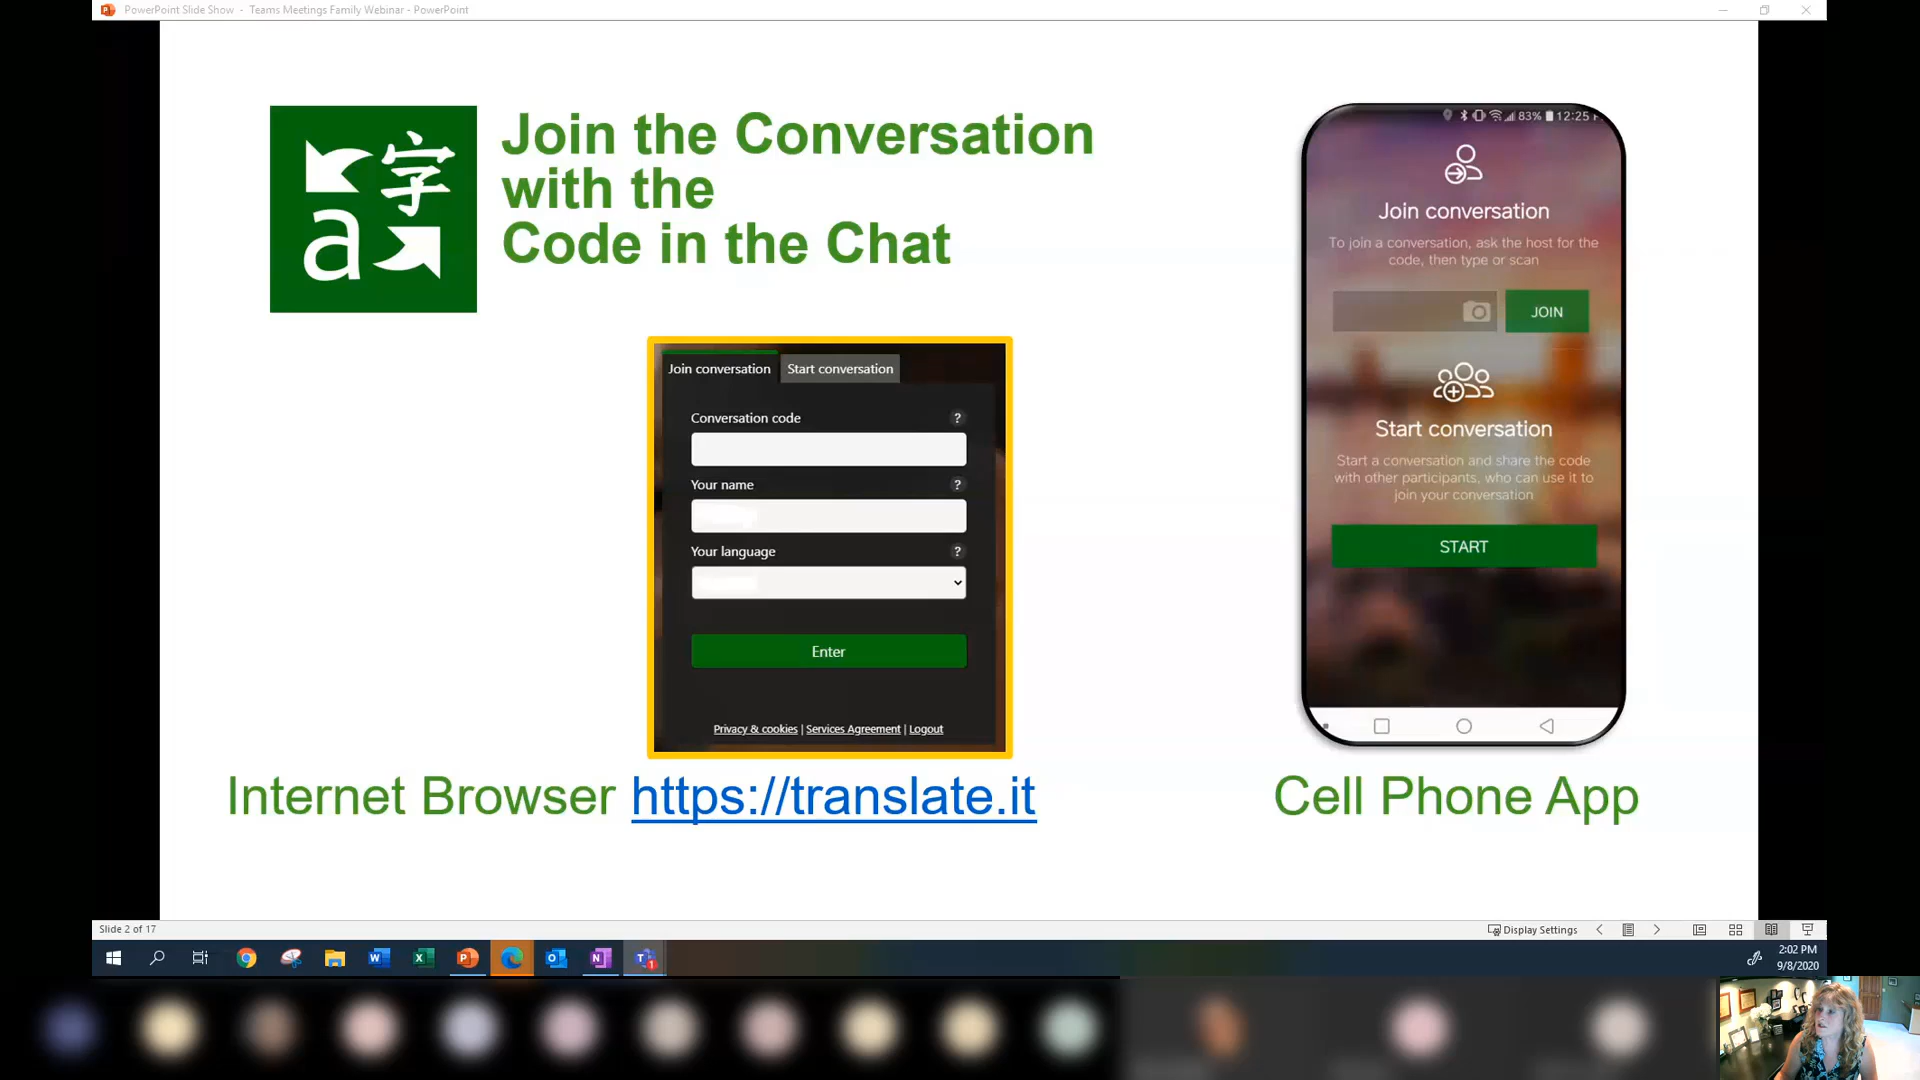 PowerPoint Slide Show - Teams Meetings Family Webinar - PowerPoint
字
a
Join the Conversation
with the
Code in the Chat
Join conversation Start conversation
Conversation code ?
Your name ?
Your language ?
Enter
Privacy & cookies | Services Agreement | Logout
Internet Browser https://translate.it
83% 12:25
Join conversation
To join a conversation, ask the host for the
code, then type or scan
JOIN
Start conversation
Start a conversation and share the code
with other participants, who can use it to
join your conversation
START
Cell Phone App
Slide 2 of 17
Display Settings
2:02 PM
9/8/2020